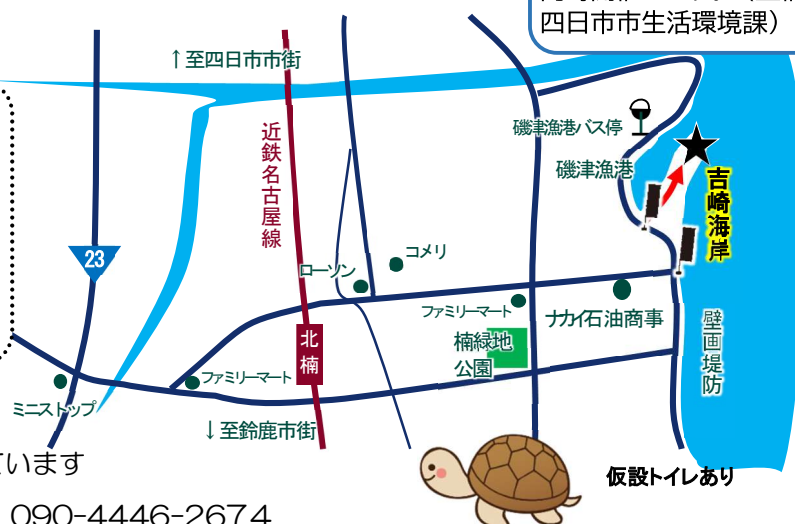 四日市市生活環境課）
↑至四日市市街
磯津漁港バス停
近鉄名古屋線
磯津漁港
吉崎海岸
23
コメリ
ローソン
ファミリーマート
ナカイ石油商事
壁画堤防
北楠
楠緑地
公園
ファミリーマート
ミニストップ
↓至鈴鹿市街
ています
仮設トイレあり
090-4446-2674